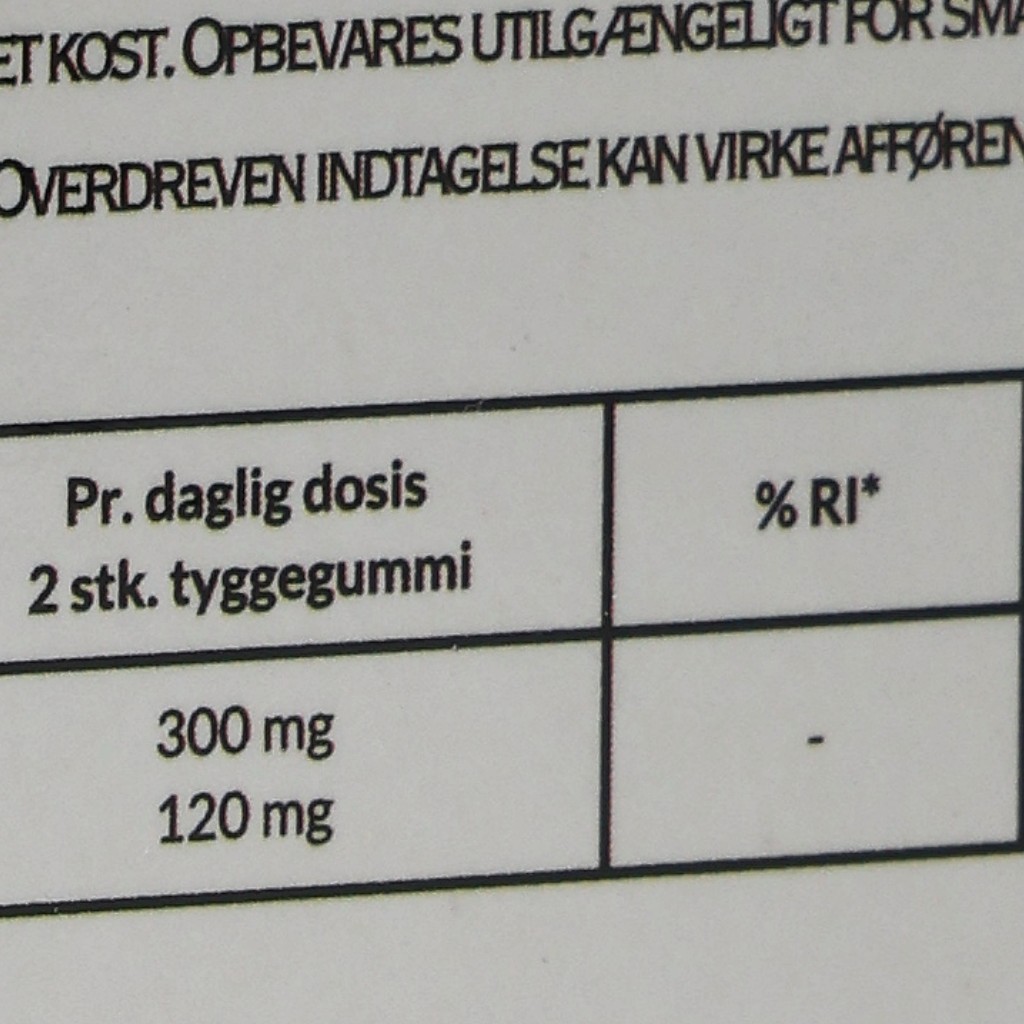 ET KOST. OPBEVARES UTILGÆNGELIGT FOR SMÅ
OVERDREVEN INDTAGELSE KAN VIRKE AFFØREN
Pr. daglig dosis
2 stk. tyggegummi
% RI*
300 mg
120 mg
-